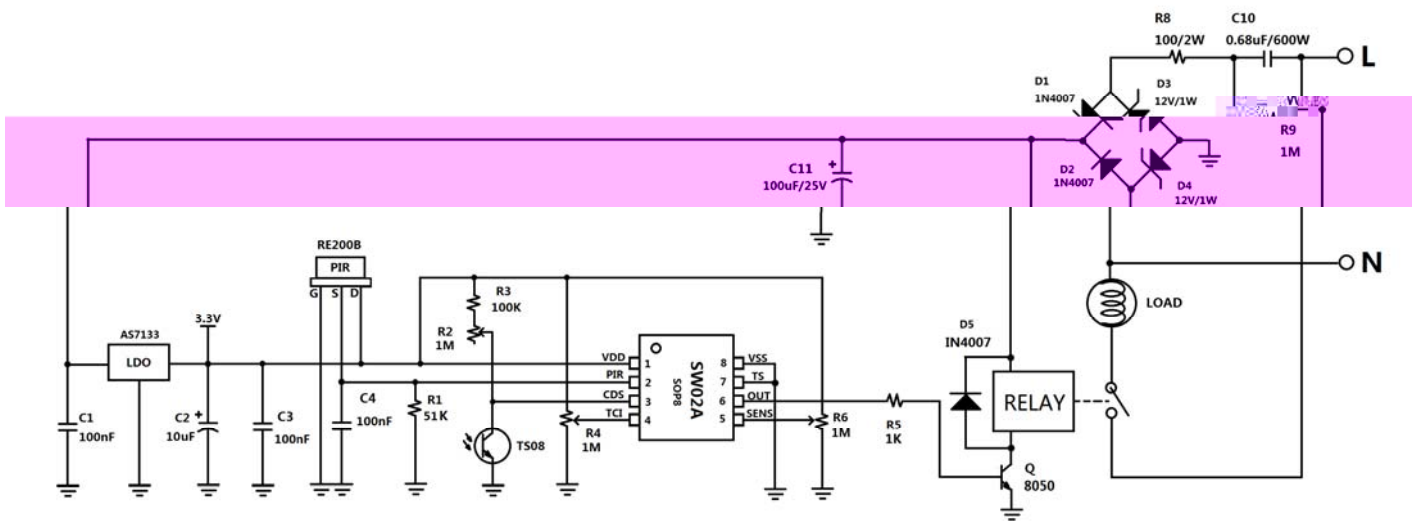 R8
100/2W
C10
0.68uF/600W
L
D1
1N4007
D3
12V/1W
R9
1M
C11
100uF/25V
D2
1N4007
D4
12V/1W
N
RE200B
PIR
G S D
R3
100K
LOAD
3.3V
AS7133
LDO
R2
1M
D5
IN4007
VDD 1
PIR 2
CDS 3
TCI 4
SW02A
SOP8
8 VSS
7 TS
6 OUT
5 SENS
RELAY
C1
100nF
C2
10uF
C3
100nF
C4
100nF
R1
51K
TS08
R4
1M
R6
1M
R5
1K
Q
8050